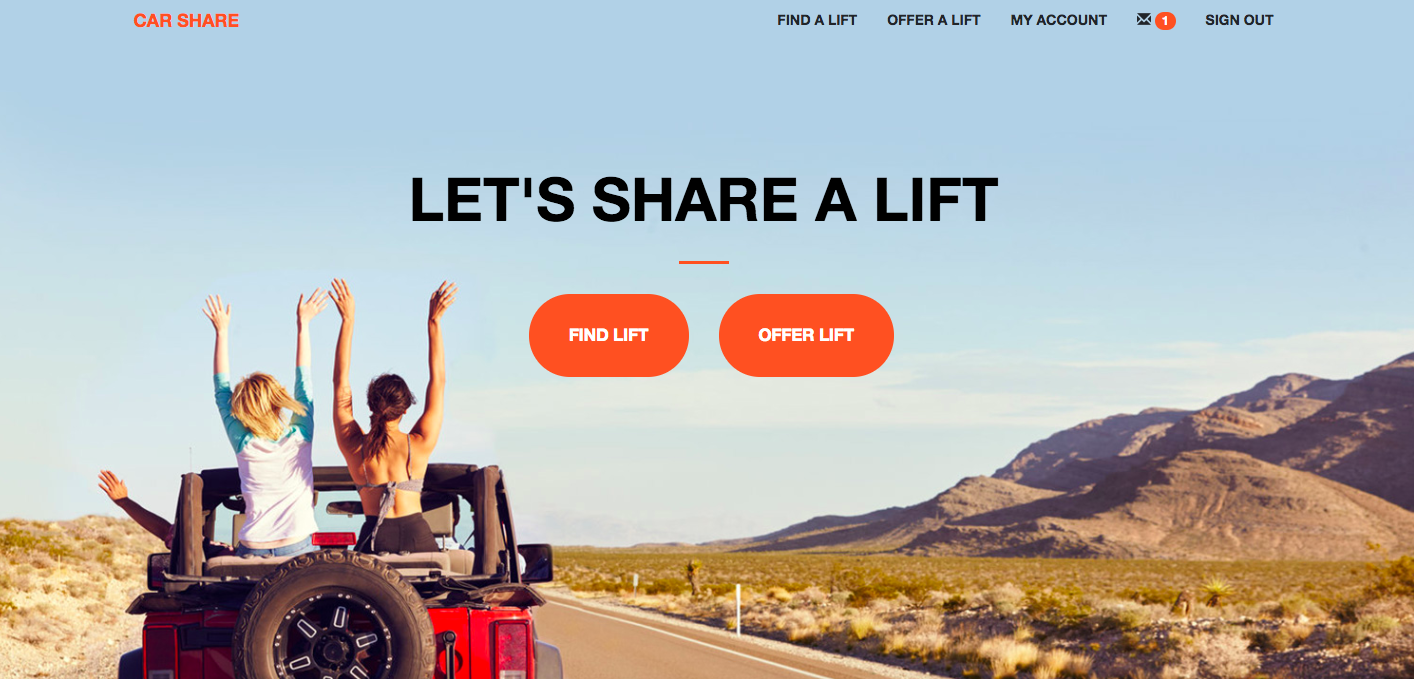 CAR SHARE
FIND A LIFT OFFER A LIFT MY ACCOUNT 1 SIGN OUT
LET'S SHARE A LIFT
FIND LIFT OFFER LIFT